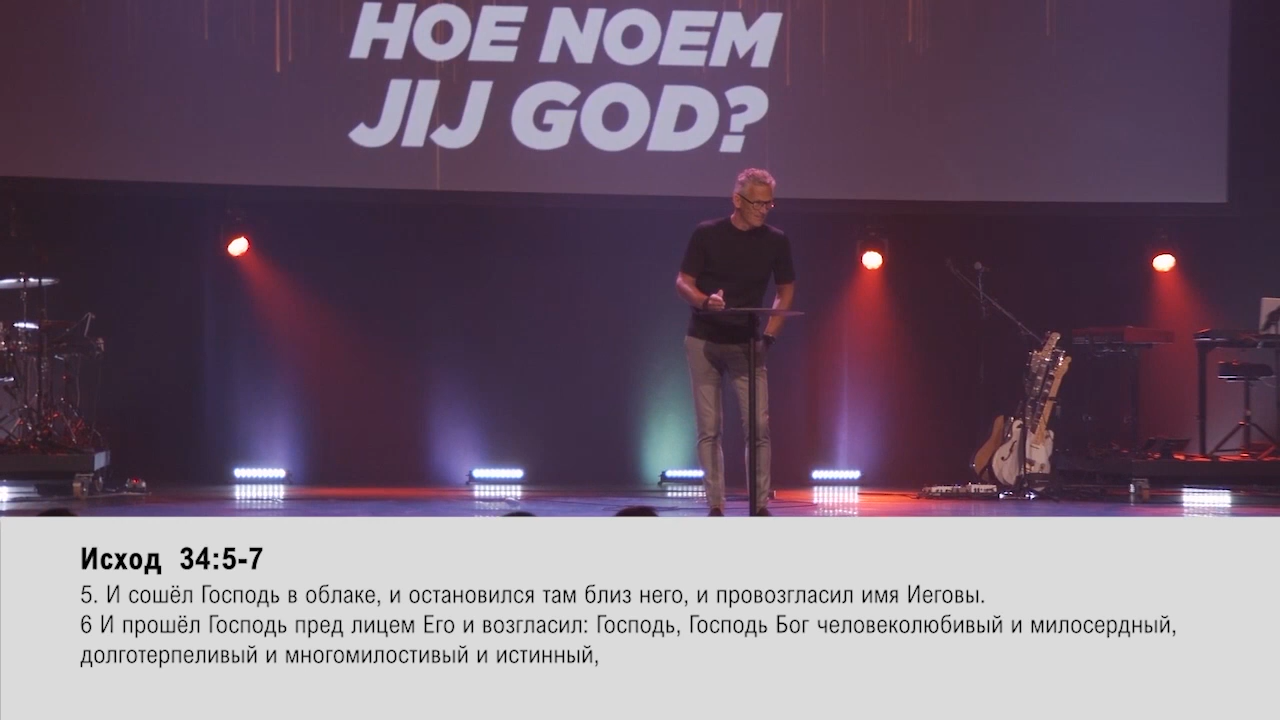 HOE NOEM
JIJ GOD?
Исход 34:5-7
5. И сошёл Господь в облаке, и остановился там близ него, и провозгласил имя Иеговы.
6 И прошёл Господь пред лицем Его и возгласил: Господь, Господь Бог человеколюбивый и милосердный,
долготерпеливый и многомилостивый и истинный,